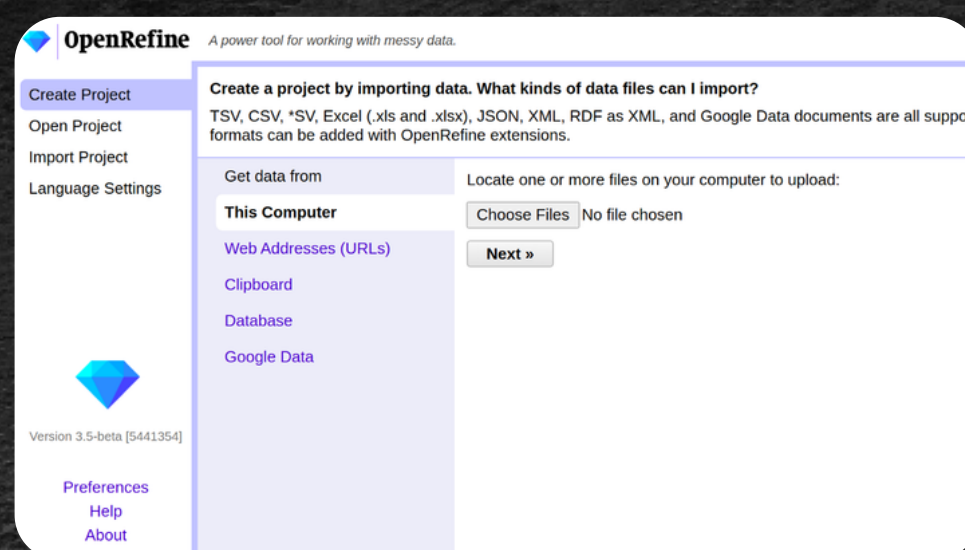 OpenRefine A power tool for working with messy data.
Create Project
Open Project
Import Project
Language Settings
Create a project by importing data. What kinds of data files can I import?
TSV, CSV, *SV, Excel (.xls and .xlsx), JSON, XML, RDF as XML, and Google Data documents are all
formats can be added with OpenRefine extensions.
Get data from
This Computer
Web Addresses (URLs)
Clipboard
Database
Google Data
Locate one or more files on your computer to upload:
Choose Files No file chosen
Next »
Version 3.5-beta [5441354]
Preferences
Help
About